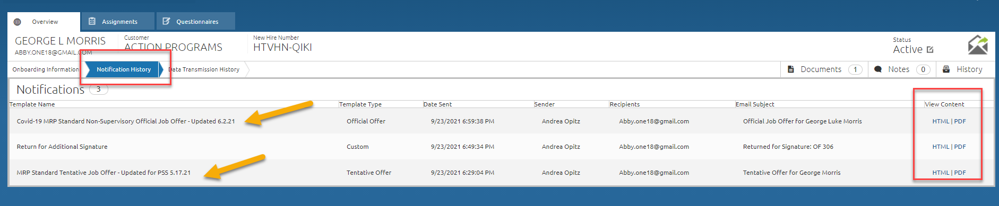 Overview Assignments Questionnaires
GEORGE L MORRIS Customer New Hire Number Status
ABBY.ONE18@GMAIL.COM ACTION PROGRAMS HTVHN-QIKI Active
Onboarding Information Notification History Data Transmission History Documents 1 Notes 0 History
Notifications 3
Template Name Template Type Date Sent Sender Recipients Email Subject View Content
Covid-19 MRP Standard Non-Supervisory Official Job Offer - Updated 6.2.21 Official Offer 9/23/2021 6:59:38 PM Andrea Opitz Abby.one18@gmail.com Official Job Offer for George Luke Morris HTML | PDF
Return for Additional Signature Custom 9/23/2021 6:49:34 PM Andrea Opitz Abby.one18@gmail.com Returned for Signature: OF 306 HTML | PDF
MRP Standard Tentative Job Offer - Updated for PSS 5.17.21 Tentative Offer 9/23/2021 6:29:04 PM Andrea Opitz Abby.one18@gmail.com Tentative Offer for George Morris HTML | PDF